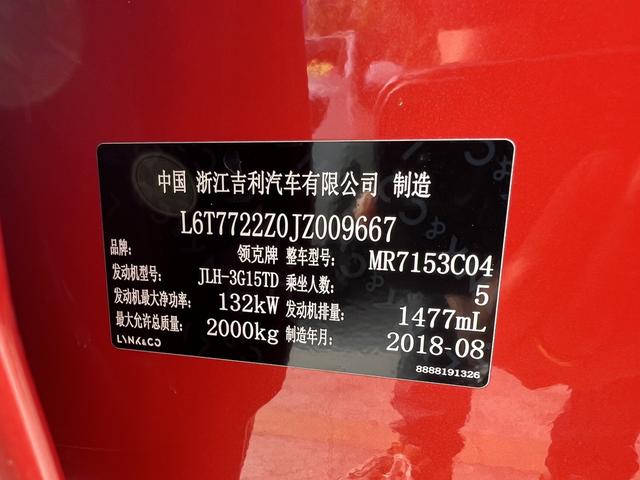 中国 浙江吉利汽车有限公司 制造
L6T7722Z0JZ009667
品牌: 领克牌 整车型号: MR7153C04
发动机型号: JLH-3G15TD 乘坐人数: 5
发动机最大净功率: 132kW 发动机排量: 1477mL
最大允许总质量: 2000kg 制造年月: 2018-08
LYNK&CO 8888191326